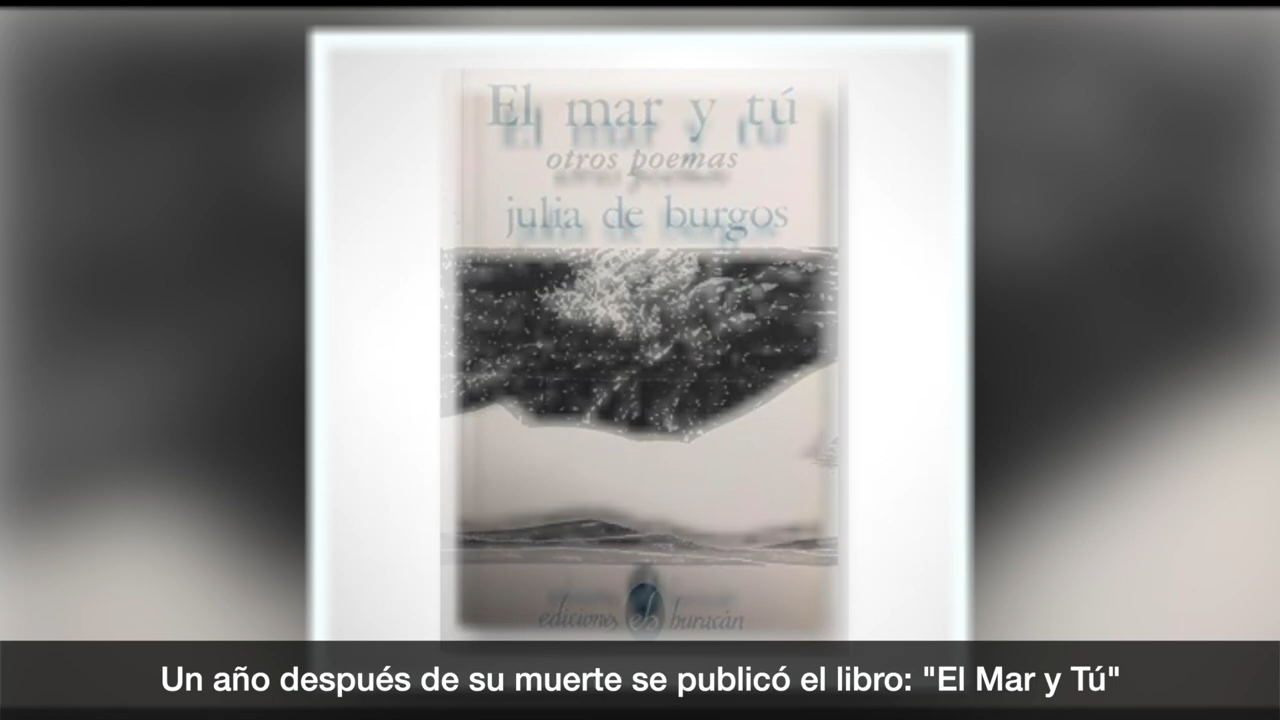 El mar y tú
otros poemas
julia de burgos
ediciones eh huracán
Un año después de su muerte se publicó el libro: "El Mar y Tú"